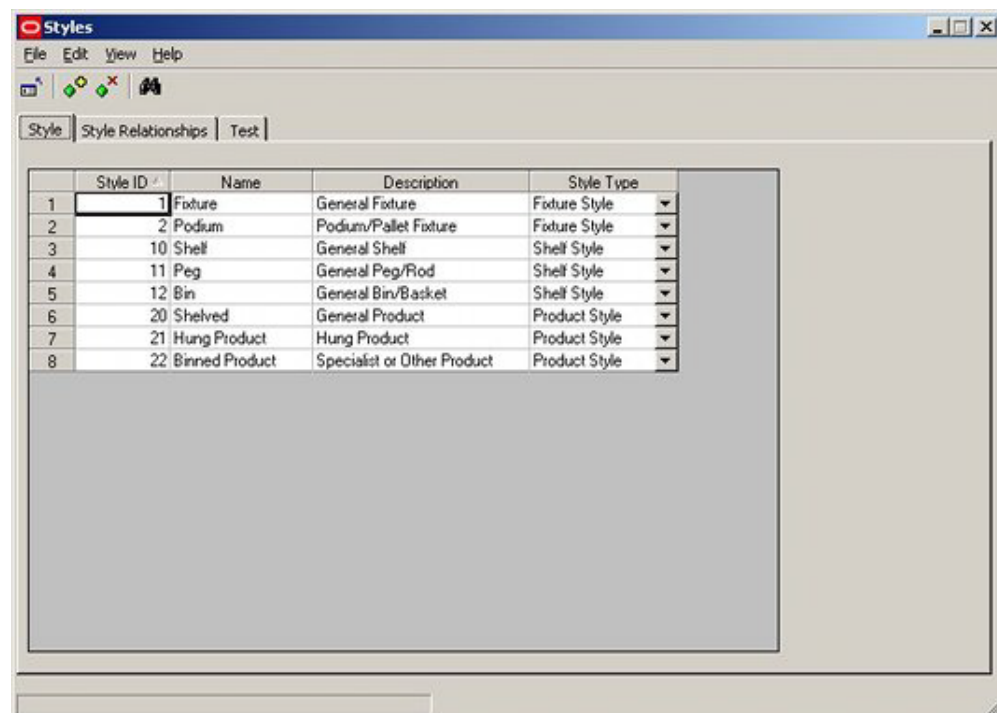 Styles
File Edit View Help
Style Style Relationships Test
Style ID Name Description Style Type
1 1 Fixture General Fixture Fixture Style
2 2 Podium Podium/Pallet Fixture Fixture Style
3 10 Shelf General Shelf Shelf Style
4 11 Peg General Peg/Rod Shelf Style
5 12 Bin General Bin/Basket Shelf Style
6 20 Shelved General Product Product Style
7 21 Hung Product Hung Product Product Style
8 22 Binned Product Specialist or Other Product Product Style